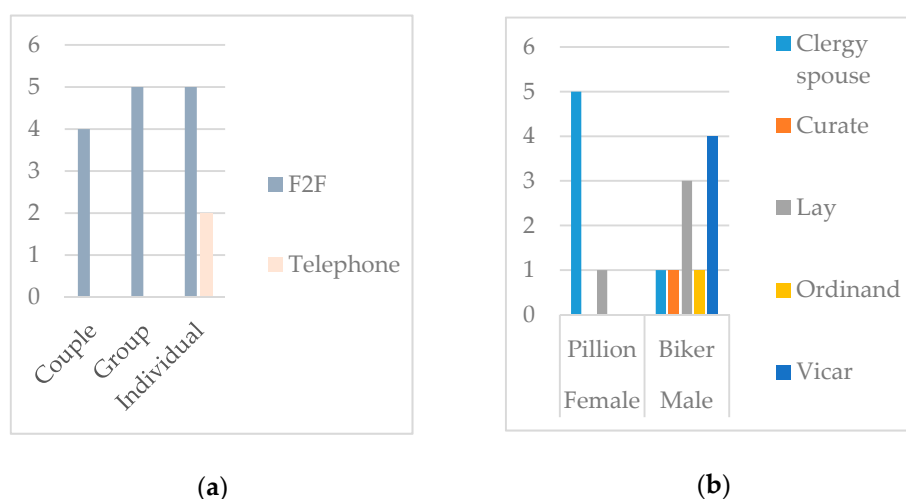 6
5
4
3
2
1
0
Couple
Group
Individual
F2F
Telephone
(a)
6
5
4
3
2
1
0
Pillion Biker
Female Male
Clergy
spouse
Curate
Lay
Ordinand
Vicar
(b)